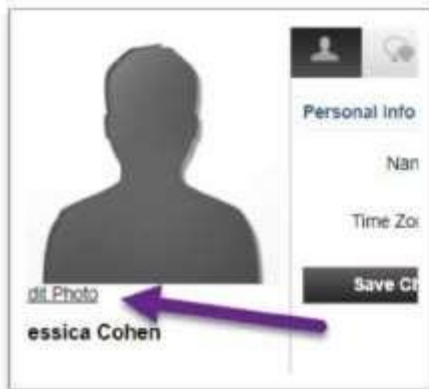 Personal Info
Nan
Time Zo
dit Photo
Save Ch
essica Cohen